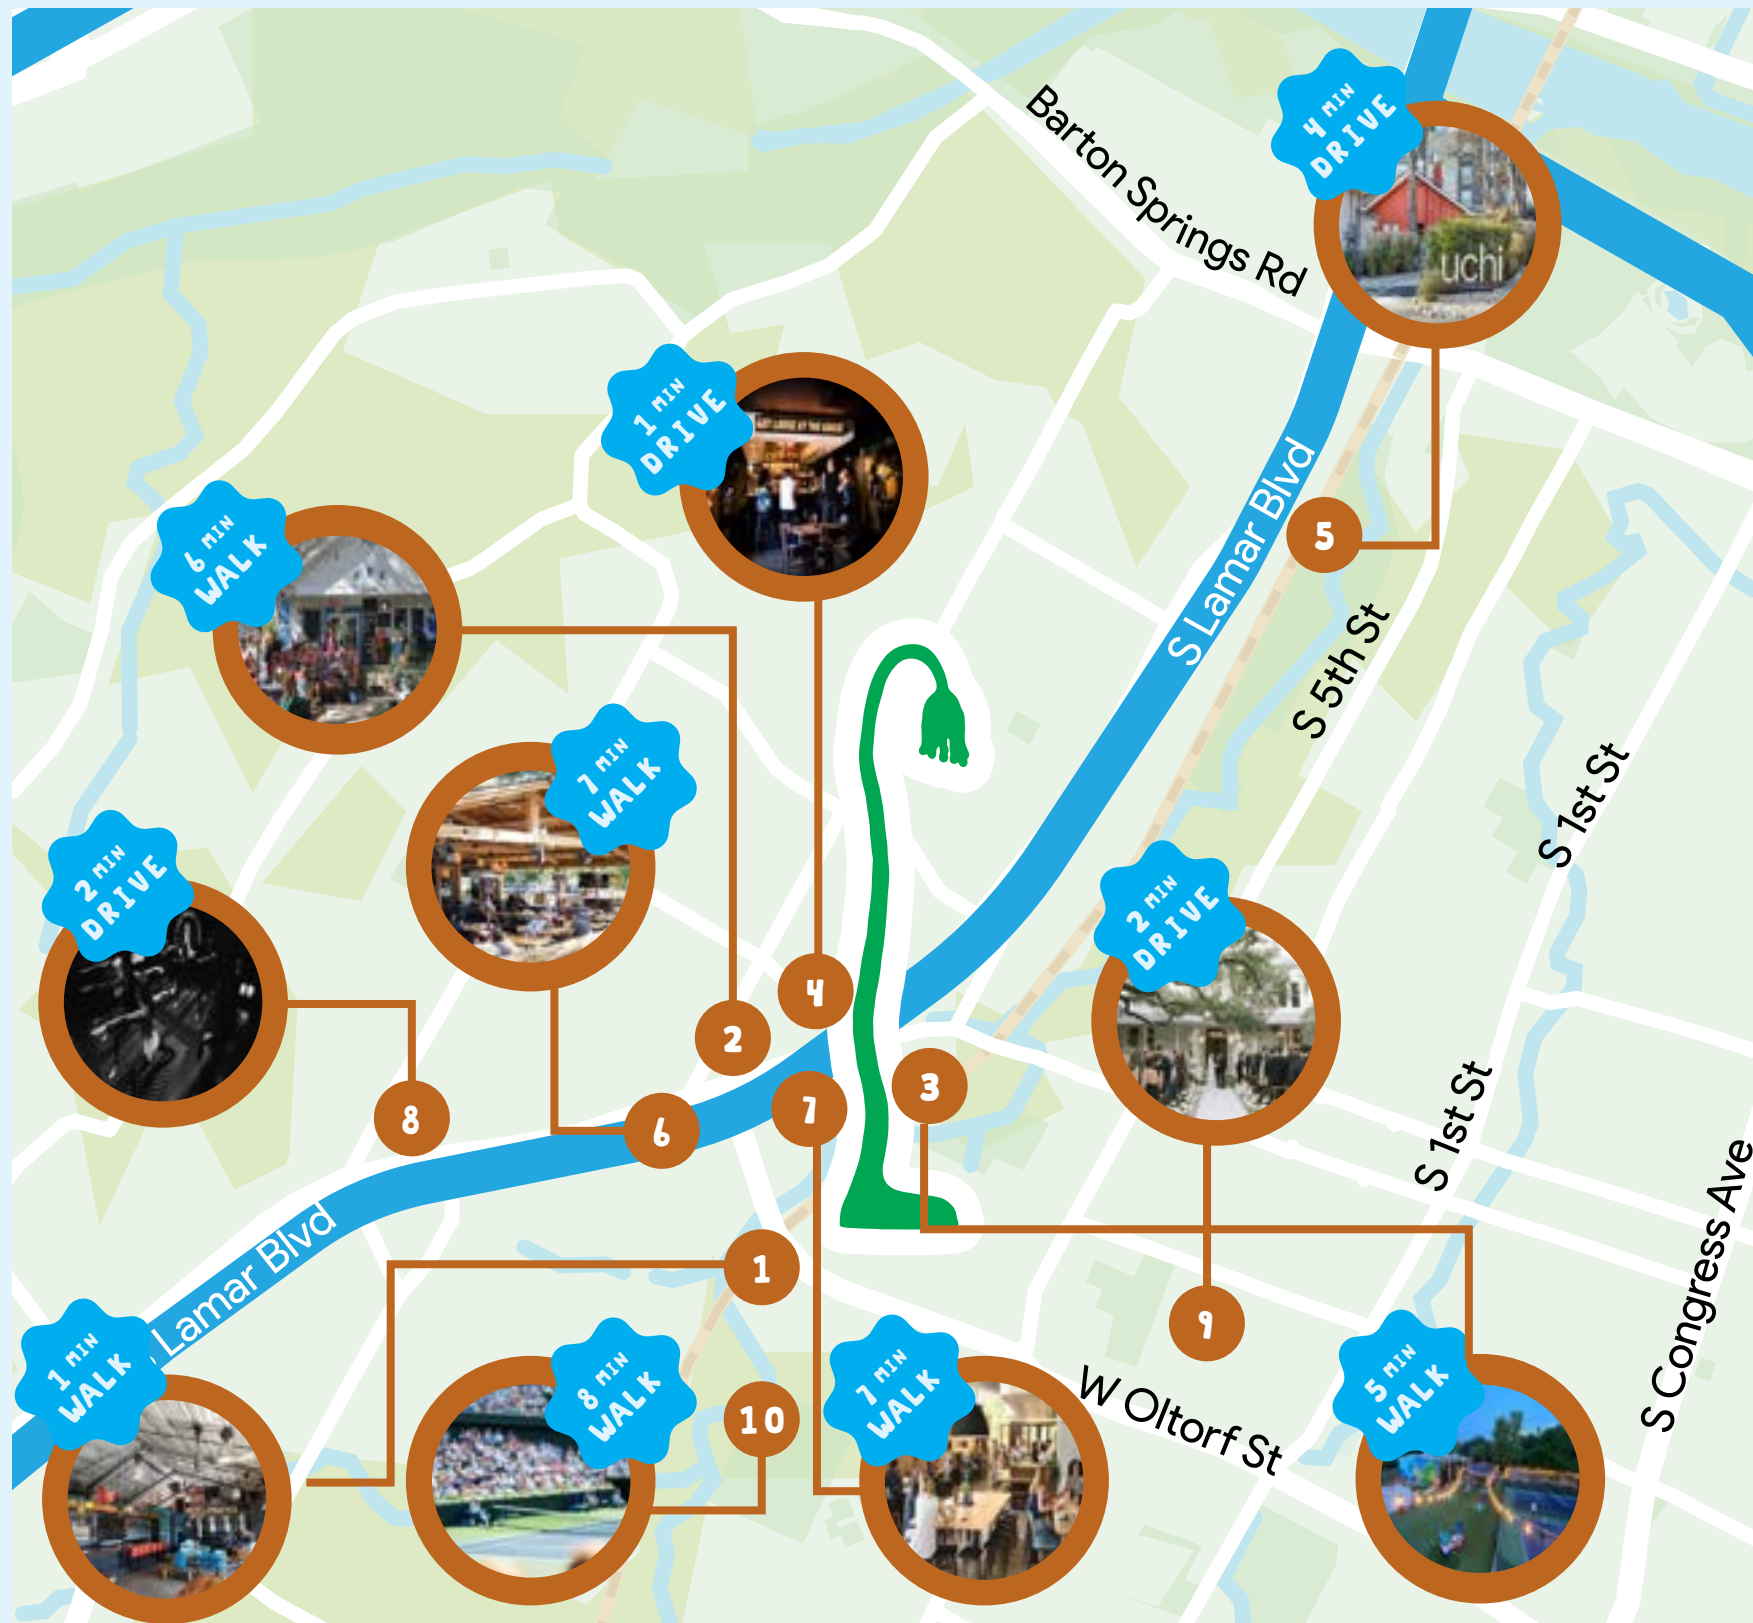 4 MIN
DRIVE
Barton Springs Rd
uchi
1 MIN
DRIVE
S Lamar Blvd
5
6 MIN
WALK
S 5th St
7 MIN
WALK
S 1st St
2 MIN
DRIVE
2 MIN
DRIVE
4
2
3
8
6
7
S 1st St
S Congress Ave
Lamar Blvd
1
9
1 MIN
WALK
8 MIN
WALK
10
7 MIN
WALK
W Oltorf St
5 MIN
WALK